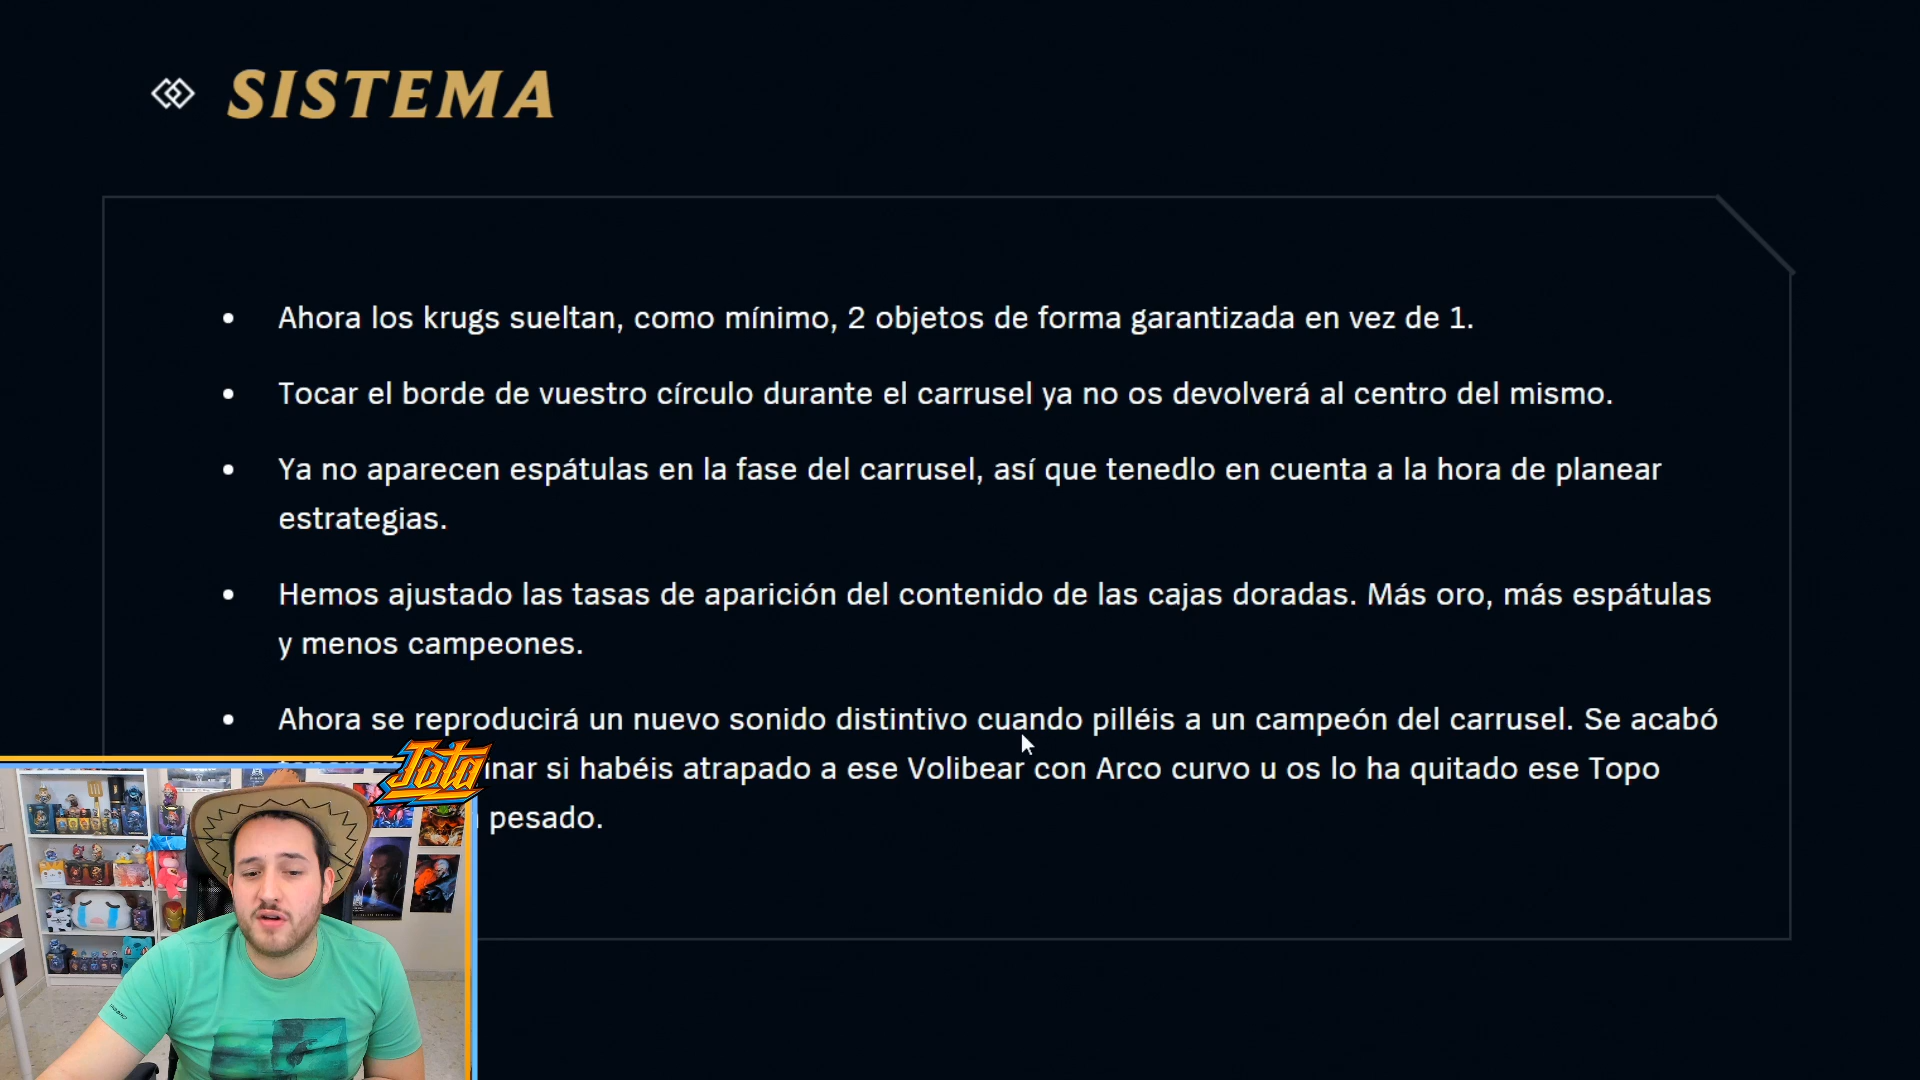 SISTEMA
Ahora los krugs sueltan, como mínimo, 2 objetos de forma garantizada en vez de 1.
Tocar el borde de vuestro círculo durante el carrusel ya no os devolverá al centro del mismo.
Ya no aparecen espátulas en la fase del carrusel, así que tenedlo en cuenta a la hora de planear
estrategias.
Hemos ajustado las tasas de aparición del contenido de las cajas doradas. Más oro, más espátulas
y menos campeones.
Ahora se reproducirá un nuevo sonido distintivo cuando pilléis a un campeón del carrusel. Se acabó
si habéis atrapado a ese Volibear con Arco curvo u os lo ha quitado ese Topo
pesado.
Jota